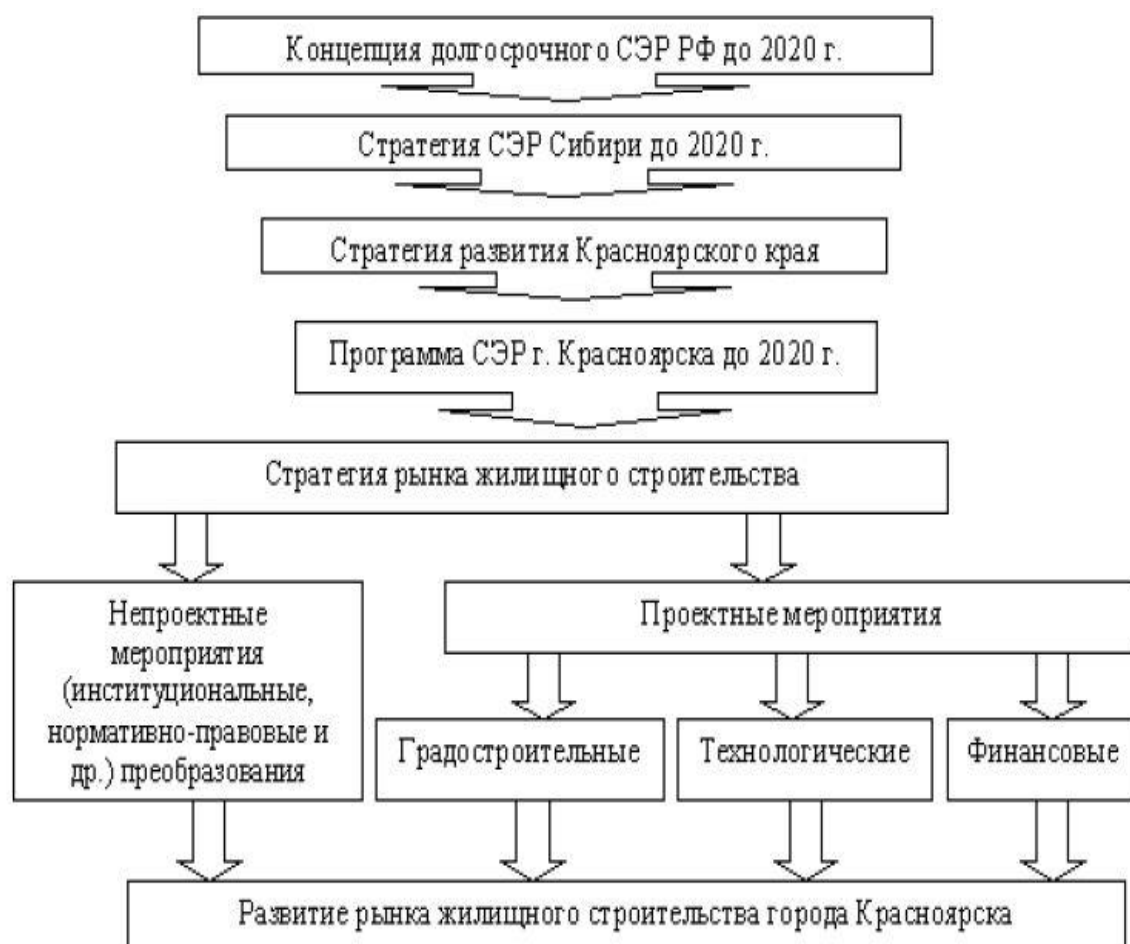 Концепция долгосрочного СЭР РФ до 2020 г.
Стратегия СЭР Сибири до 2020 г.
Стратегия развития Красноярского края
Программа СЭР г. Красноярска до 2020 г.
Стратегия рынка жилищного строительства
Непроектные
мероприятия
(институциональные,
нормативно-правовые и
др.) преобразования
Проектные мероприятия
Градостроительные
Технологические
Финансовые
Развитие рынка жилищного строительства города Красноярска